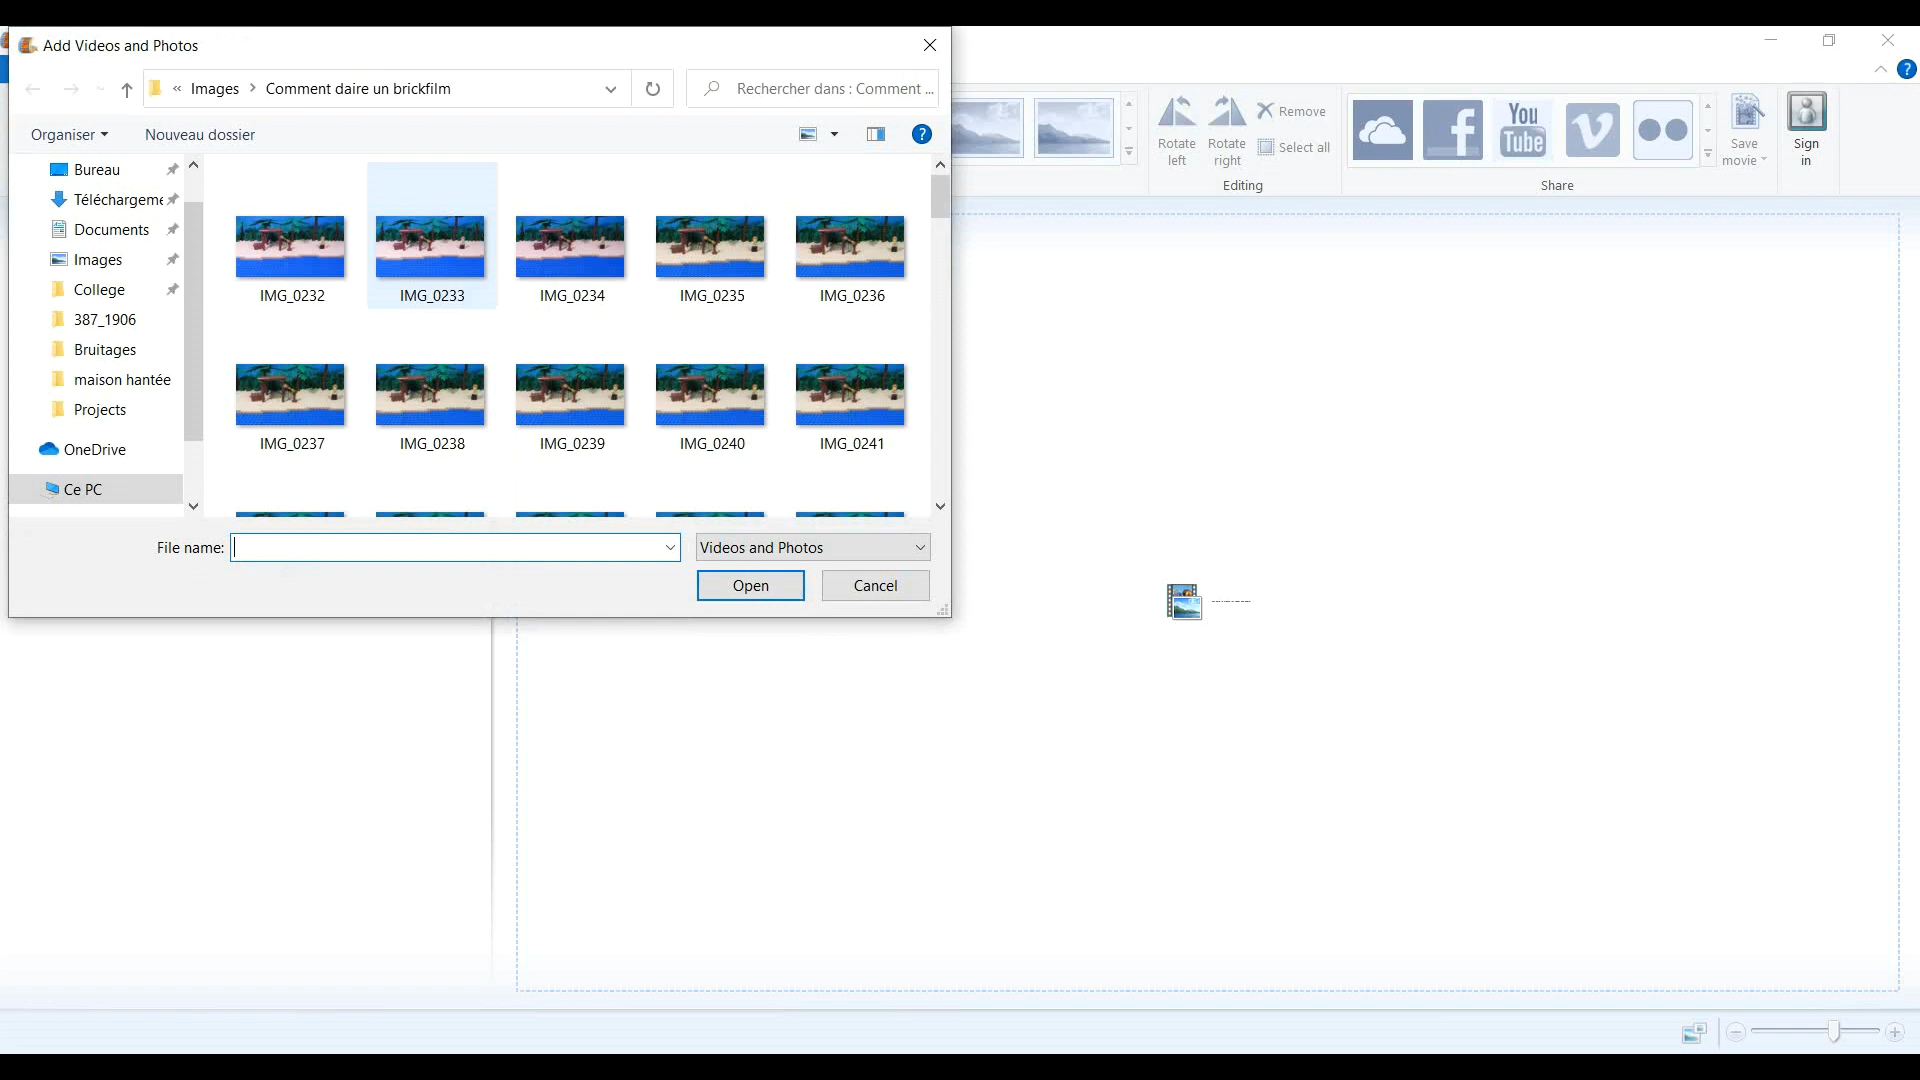 Add Videos and Photos
« Images > Comment daire un brickfilm
Rechercher dans : Comment ...
Organiser
Nouveau dossier
Bureau
Téléchargeme
Documents
Images
College
387_1906
Bruitages
maison hantée
Projects
OneDrive
Ce PC
IMG_0232
IMG_0233
IMG_0234
IMG_0235
IMG_0236
IMG_0237
IMG_0238
IMG_0239
IMG_0240
IMG_0241
File name:
Videos and Photos
Open
Cancel
Rotate left
Rotate right
Remove
Select all
Editing
You Tube
Share
Save movie
Sign in